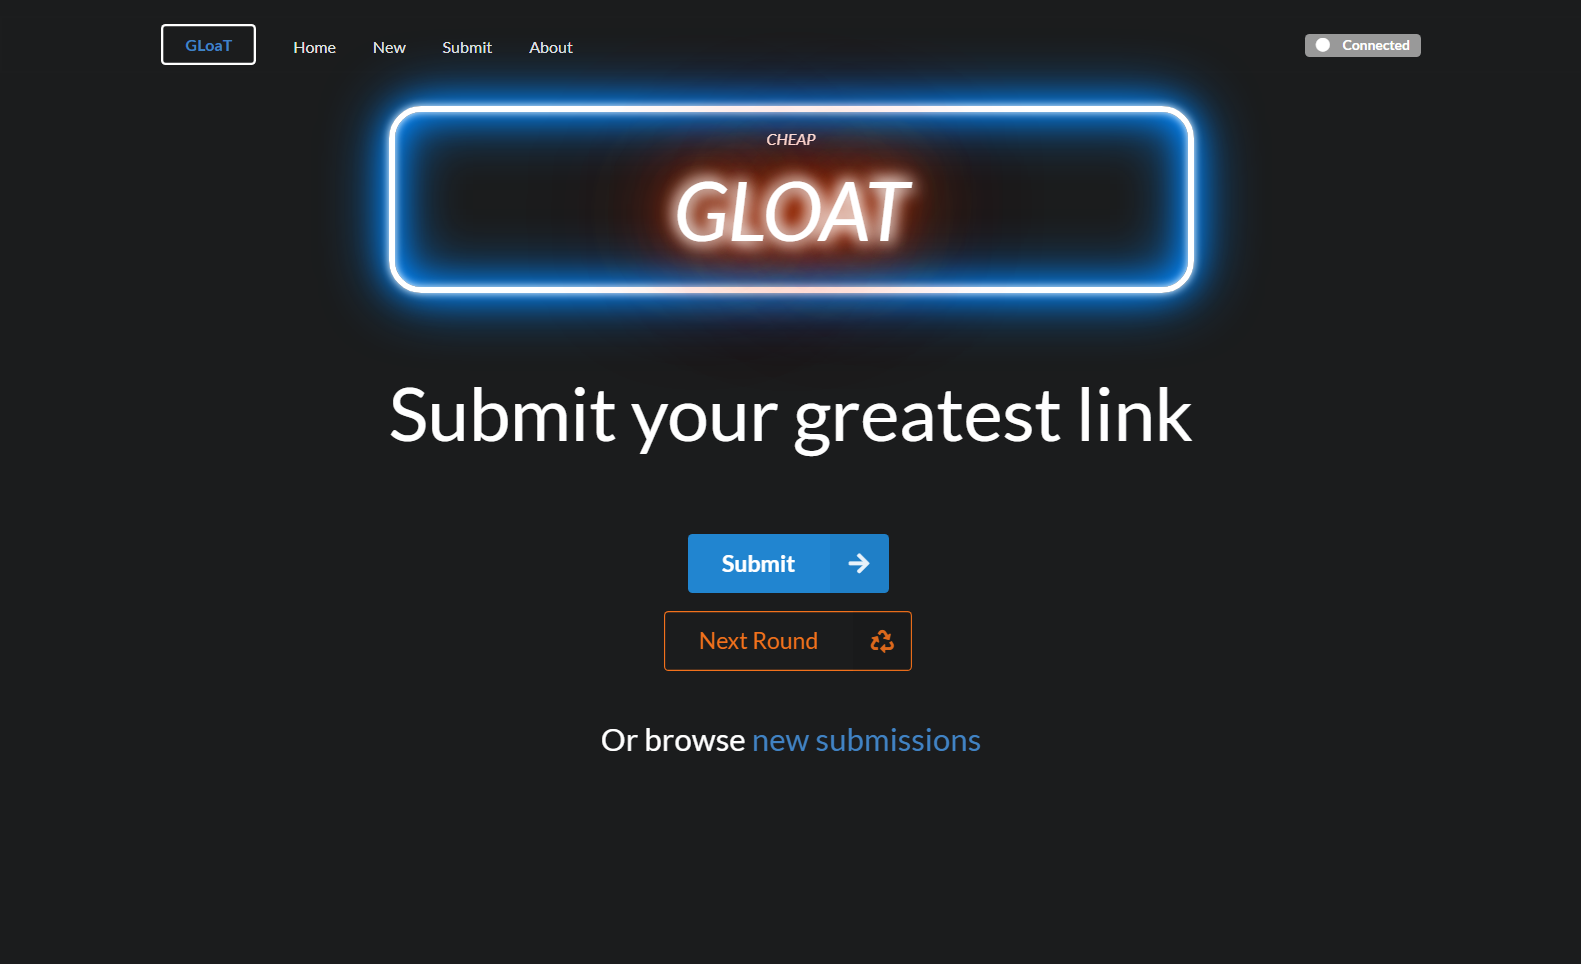 GLoaT
Home
New
Submit
About
Connected
CHEAP
GLOAT
Submit your greatest link
Submit
Next Round
Or browse new submissions